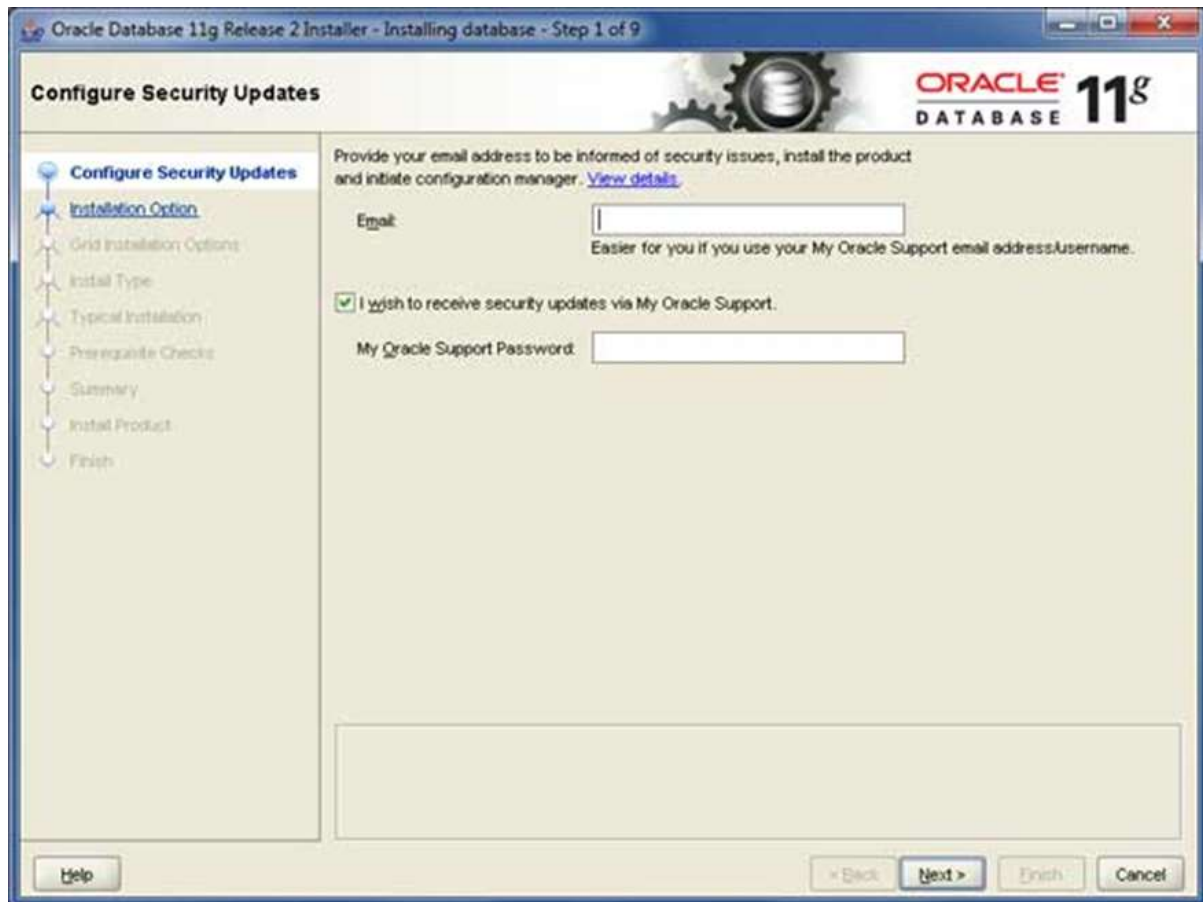 Oracle Database 11g Release 2 Installer - Installing database - Step 1 of 9
Configure Security Updates
ORACLE
DATABASE
11g
Configure Security Updates
Installation Option
Grid Installation Options
Install Type
Typical Installation
Prerequisite Checks
Summary
Install Product
Finish
Provide your email address to be informed of security issues, install the product
and initiate configuration manager. View details.
Email:
Easier for you if you use your My Oracle Support email address/username.
I wish to receive security updates via My Oracle Support.
My Oracle Support Password:
Help
< Back
Next >
Finish
Cancel